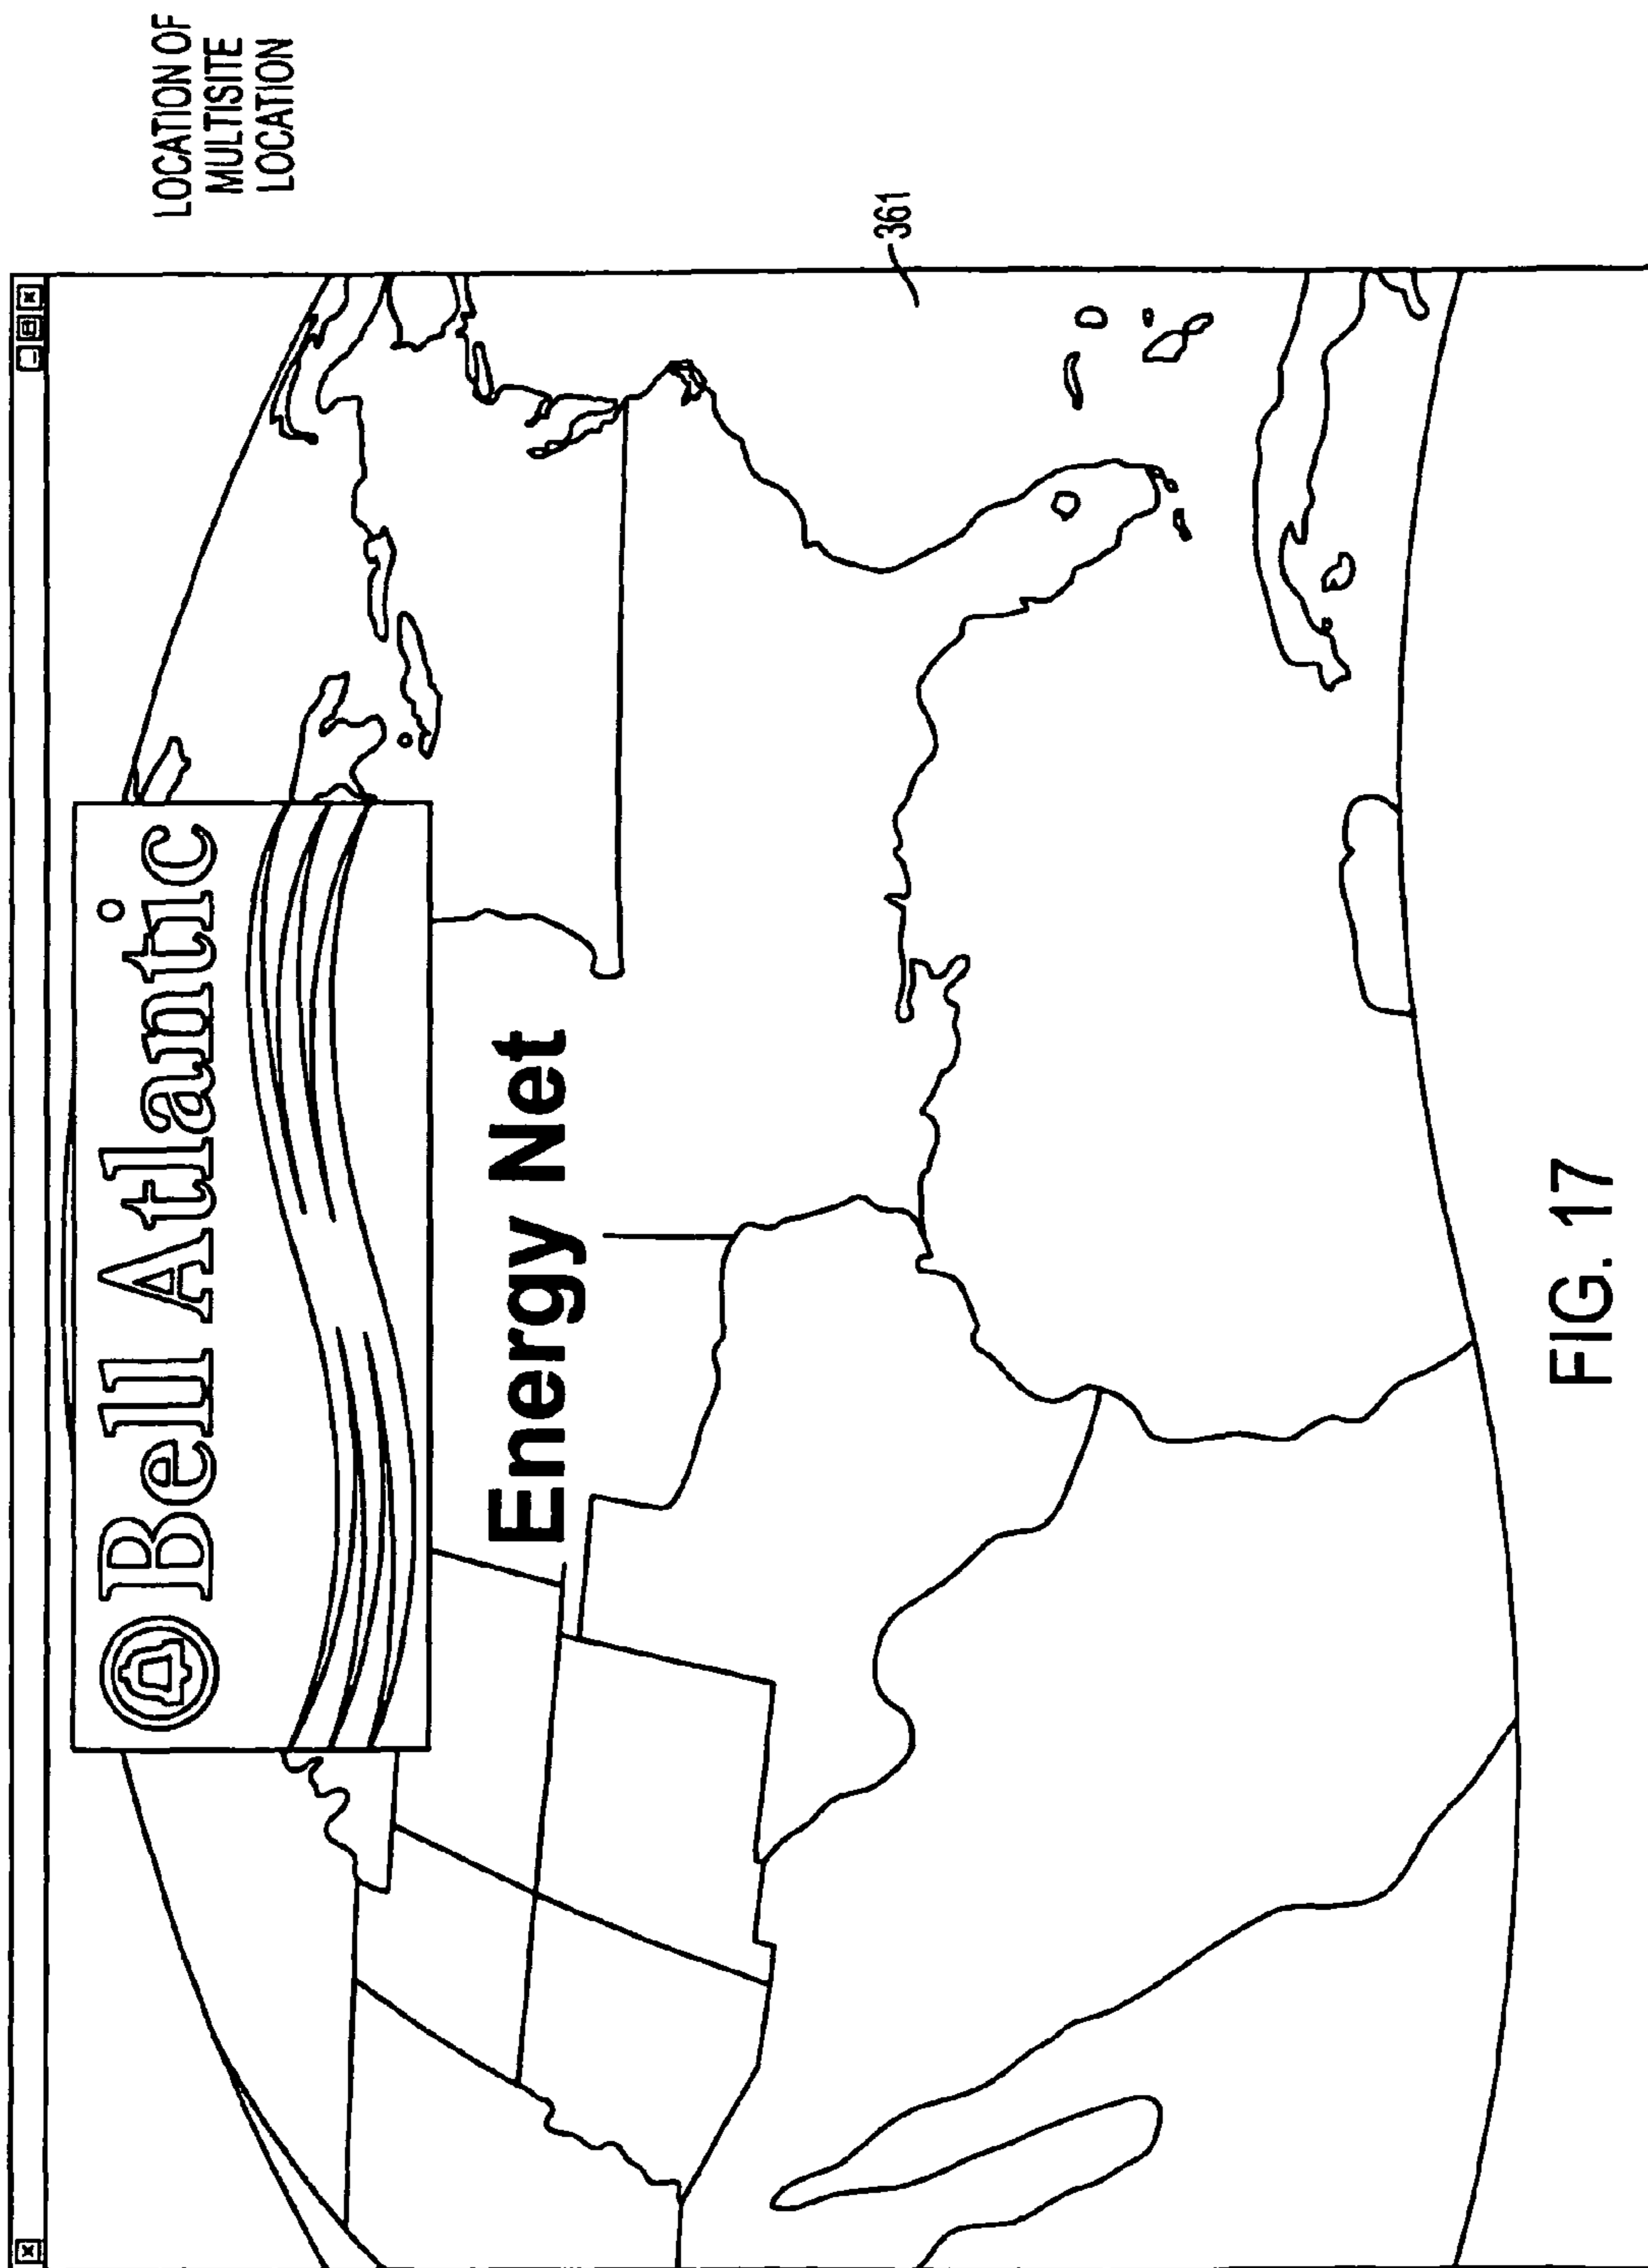 LOCATION OF
MULTISITE
LOCATION
Bell Atlantic
Energy Net
361
FIG. 17